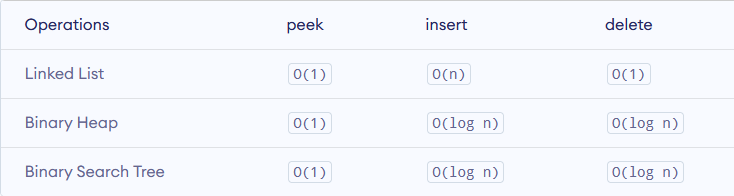 Operations peek insert delete
Linked List O(1) O(n) O(1)
Binary Heap O(1) O(log n) O(log n)
Binary Search Tree O(1) O(log n) O(log n)